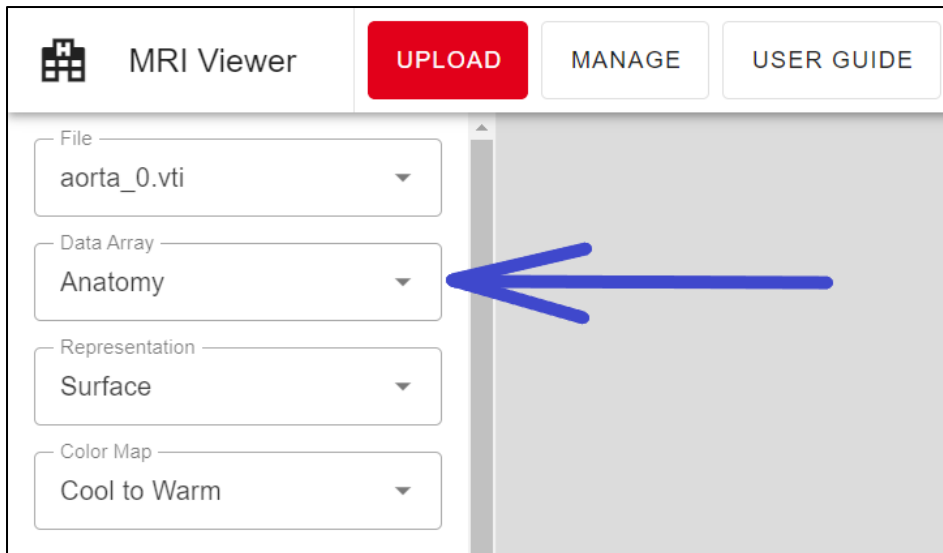 H
MRI Viewer
UPLOAD
MANAGE
USER GUIDE
File
aorta_0.vti
Data Array
Anatomy
Representation
Surface
Color Map
Cool to Warm